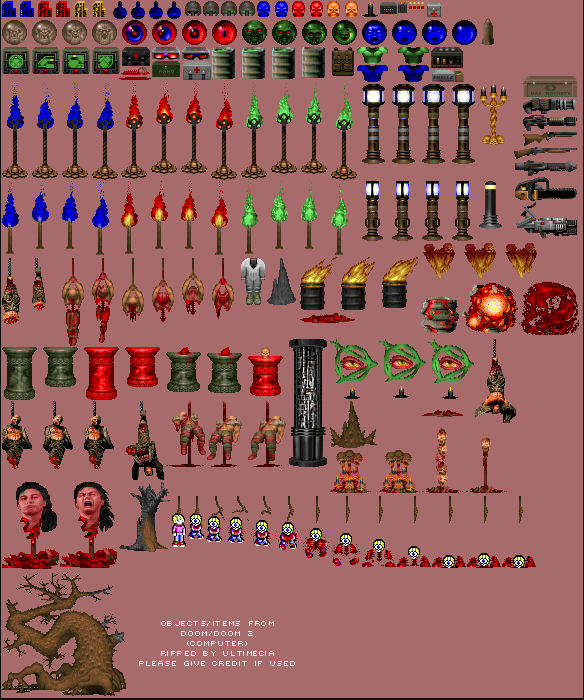 OBJECTS/ITEMS FROM
DOOM/DOOM 2
(COMPUTER)
RIPPED BY ULTIMECIA
PLEASE GIVE CREDIT IF USED